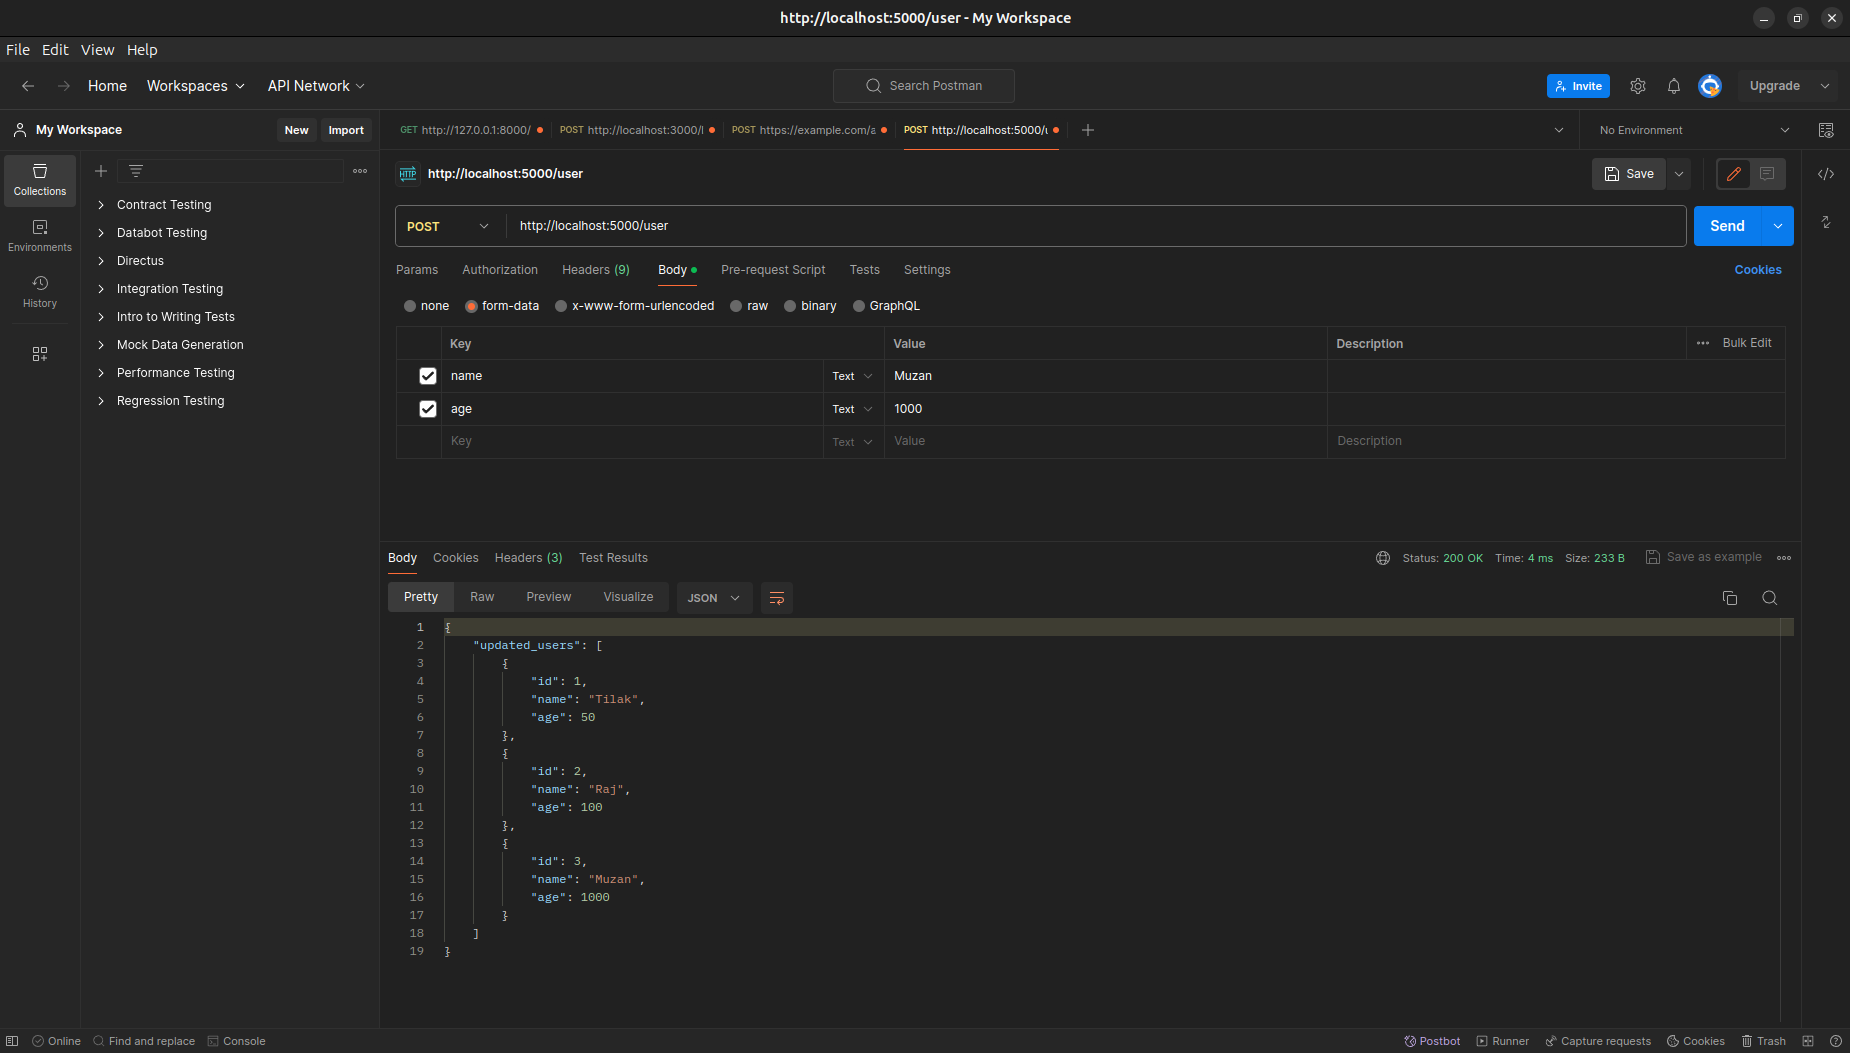 http://localhost:5000/user - My Workspace
File Edit View Help
Home Workspaces API Network Search Postman Invite Upgrade
My Workspace New Import
GET http://127.0.0.1:8000/ POST http://localhost:3000/l POST https://example.com/a POST http://localhost:5000/u No Environment
HTTP http://localhost:5000/user Save
Collections
Environments
History
Contract Testing
Databot Testing
Directus
Integration Testing
Intro to Writing Tests
Mock Data Generation
Performance Testing
Regression Testing
POST http://localhost:5000/user Send
Params Authorization Headers (9) Body Pre-request Script Tests Settings Cookies
none form-data x-www-form-urlencoded raw binary GraphQL
Key Value Description Bulk Edit
name Text Muzan
age Text 1000
Key Text Value Description
Body Cookies Headers (3) Test Results Status: 200 OK Time: 4 ms Size: 233 B Save as example
Pretty Raw Preview Visualize JSON
1 {
2 "updated_users": [
3 {
4 "id": 1,
5 "name": "Tilak",
6 "age": 50
7 },
8 {
9 "id": 2,
10 "name": "Raj",
11 "age": 100
12 },
13 {
14 "id": 3,
15 "name": "Muzan",
16 "age": 1000
17 }
18 ]
19 }
Online Find and replace Console Postbot Runner Capture requests Cookies Trash